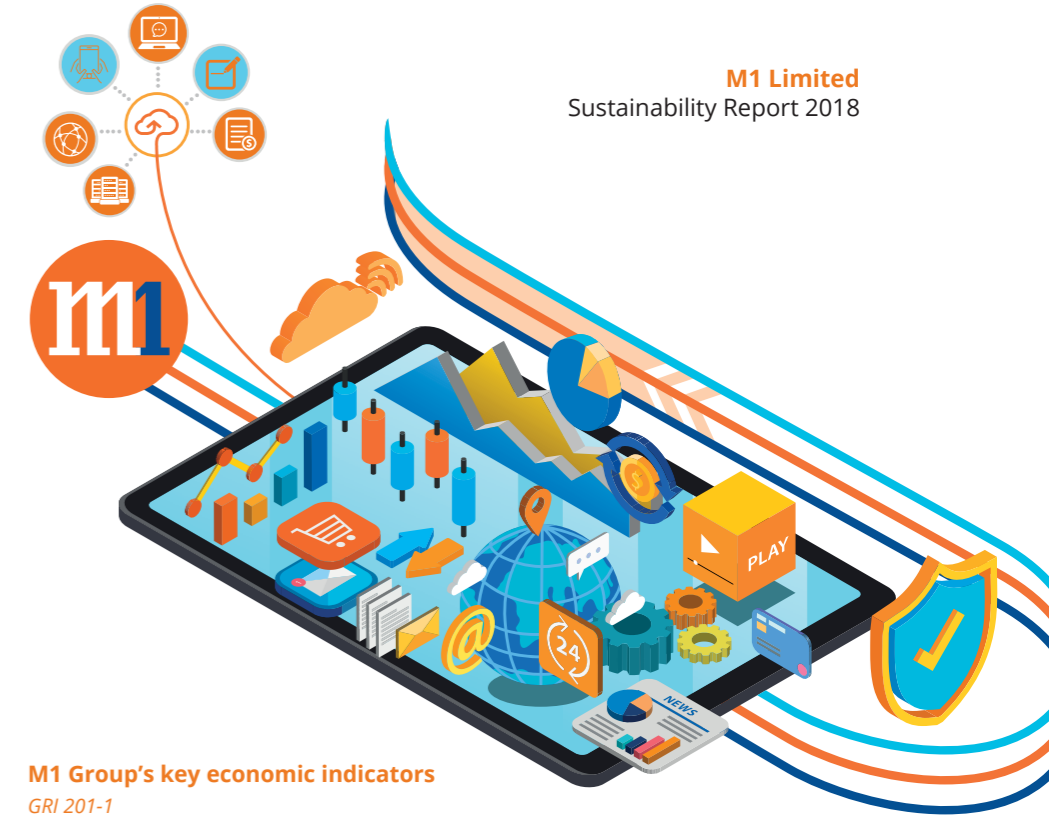 M1 Limited
Sustainability Report 2018
m1
PLAY
@
24
NEWS
M1 Group’s key economic indicators
GRI 201-1